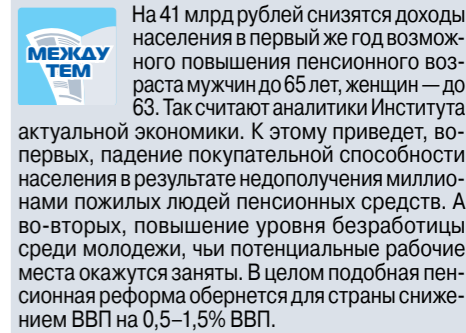 МЕЖДУ
ТЕМ
На 41 млрд рублей снизятся доходы
населения в первый же год возмож-
ного повышения пенсионного воз-
раста мужчин до 65 лет, женщин — до
63. Так считают аналитики Института
актуальной экономики. К этому приведет, во-
первых, падение покупательной способности
населения в результате недополучения миллио-
нами пожилых людей пенсионных средств. А
во-вторых, повышение уровня безработицы
среди молодежи, чьи потенциальные рабочие
места окажутся заняты. В целом подобная пен-
сионная реформа обернется для страны сниже-
нием ВВП на 0,5–1,5% ВВП.